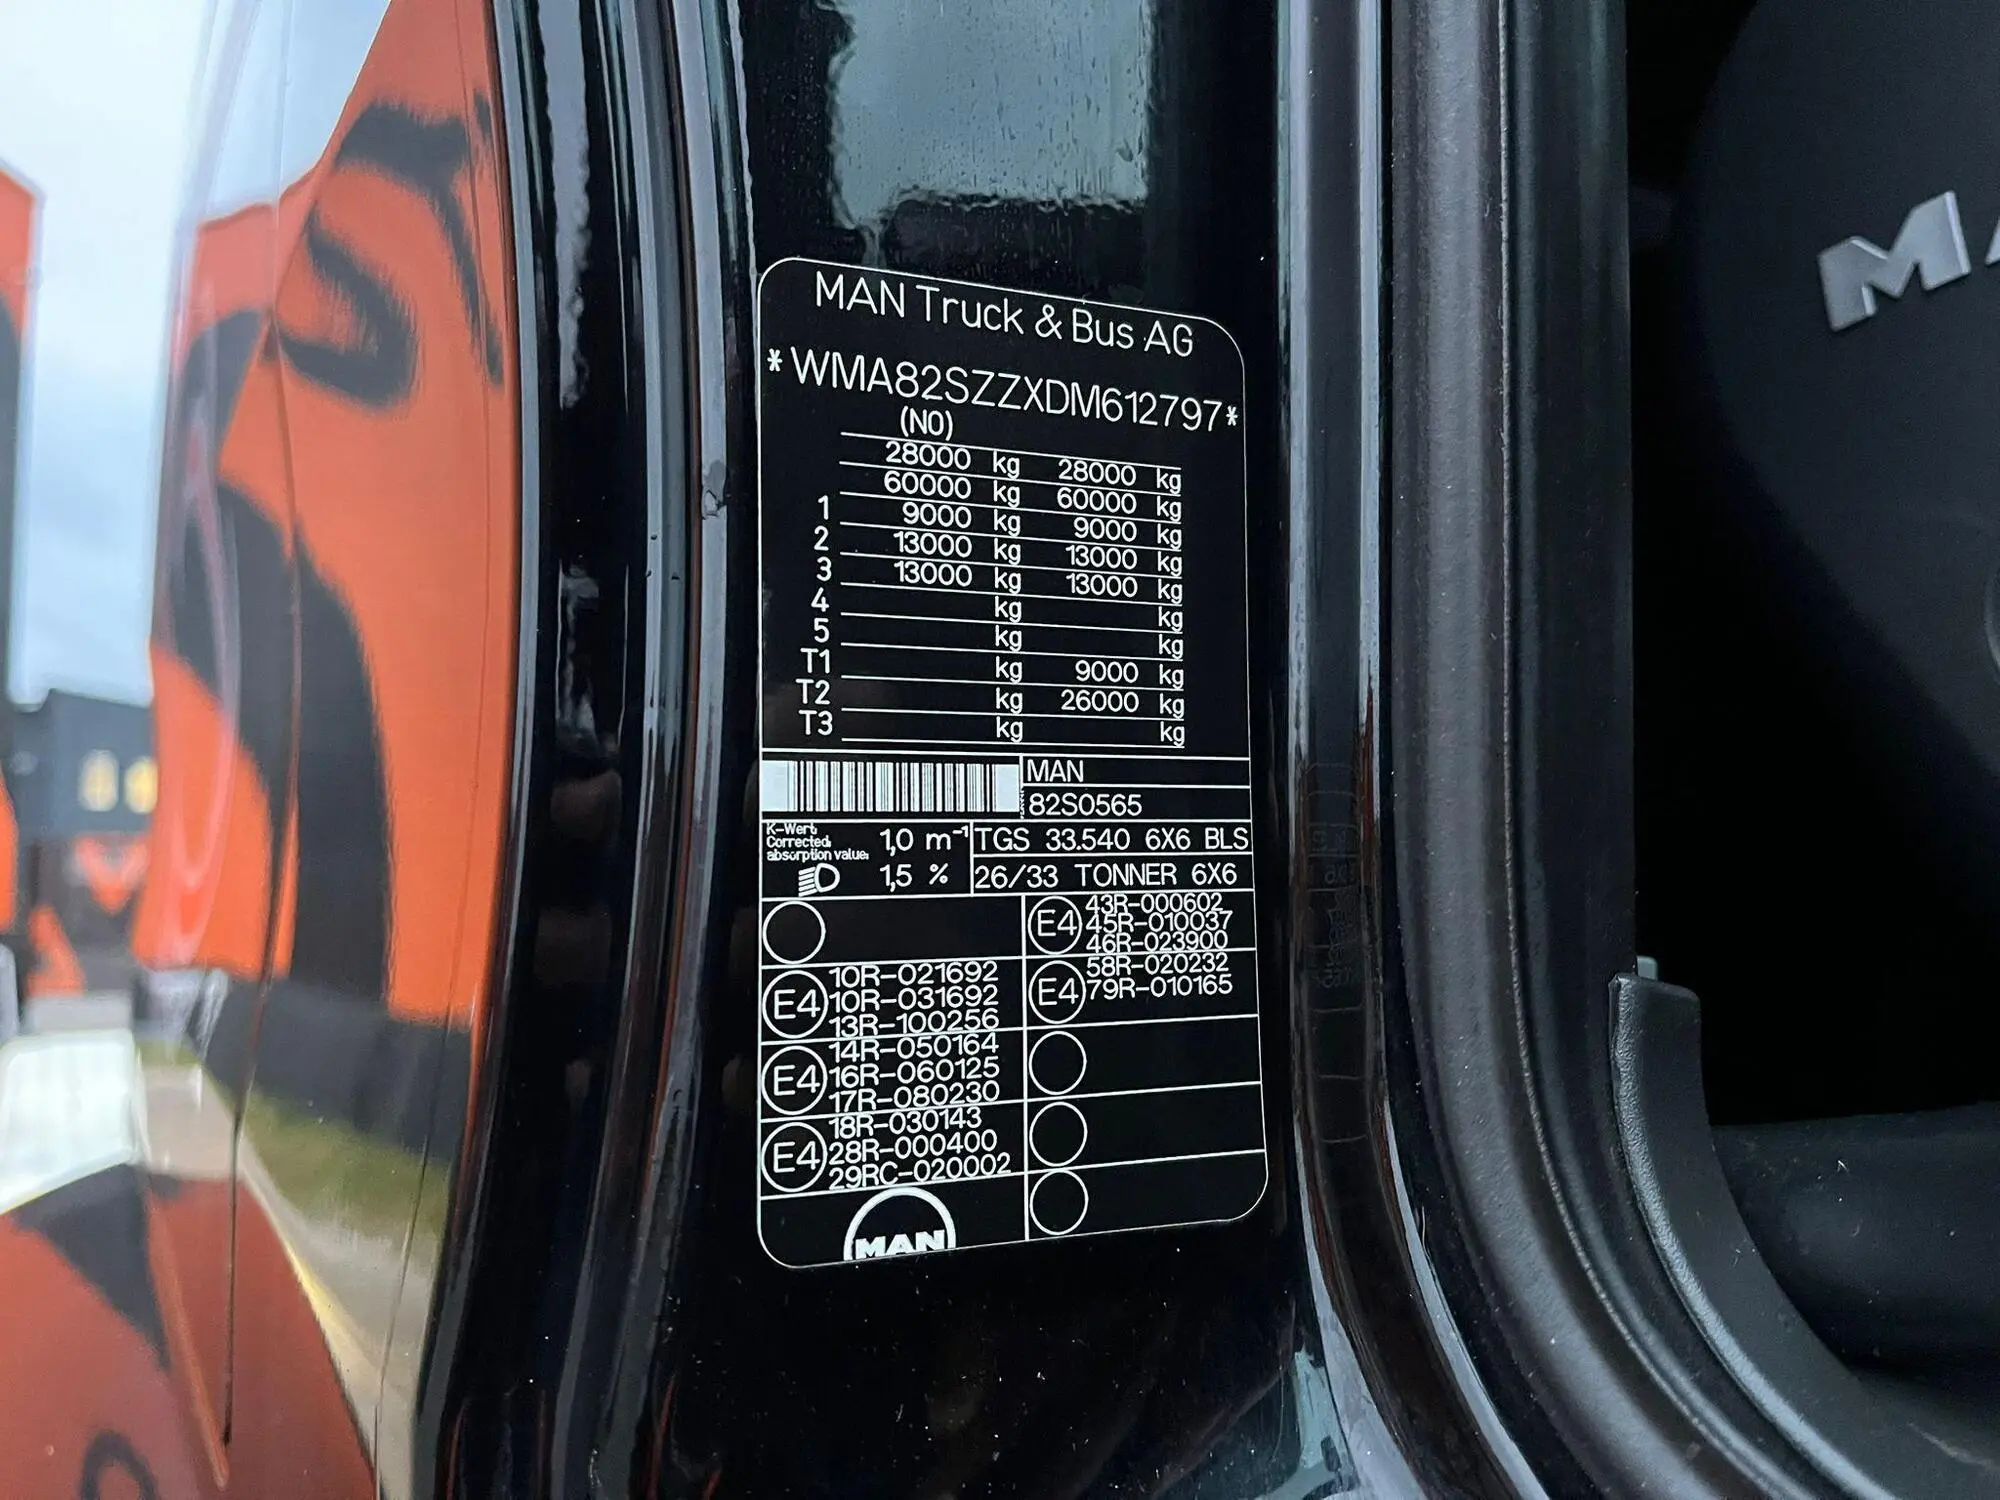 MAN Truck & Bus AG
*WMA82SZZXDM612797*
(NO)
28000 kg 28000 kg
60000 kg 60000 kg
1 9000 kg 9000 kg
2 13000 kg 13000 kg
3 13000 kg 13000 kg
4 kg kg
5 kg kg
T1 kg 9000 kg
T2 kg 26000 kg
T3 kg kg
MAN
82S0565
K-Wert
Corrected
absorption value: 1,0 m⁻¹
1,5 %
TGS 33.540 6X6 BLS
26/33 TONNER 6X6
E4 10R-021692
10R-031692
13R-100256
E4 14R-050164
16R-060125
17R-080230
E4 18R-030143
28R-000400
29RC-020002
E4 43R-000602
45R-010037
46R-023900
E4 58R-020232
79R-010165
MAN